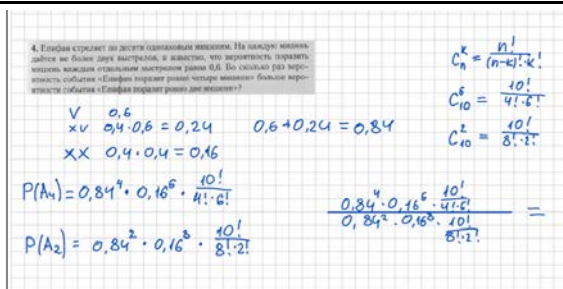 4. Епифан стреляет по десяти одинаковым мишеням. На каждую мишень
даётся не более двух выстрелов, и известно, что вероятность поразить
мишень каждым отдельным выстрелом равна 0,6. Во сколько раз веро-
ятность события «Епифан поразит ровно четыре мишени» больше веро-
ятности события «Епифан поразит ровно две мишени»?
V 0,6
XV 0,4·0,6 = 0,24 0,6+0,24 = 0,84
XX 0,4·0,4 = 0,16
P(A₄) = 0,84⁴ · 0,16⁶ · 10!/(4!·6!)
P(A₂) = 0,84² · 0,16⁸ · 10!/(8!·2!)
Cₙᵏ = n!/((n-k)!·k!)
C₁₀⁶ = 10!/(4!·6!)
C₁₀² = 10!/(8!·2!)
0,84⁴·0,16⁶·10!/(4!·6!)
0,84²·0,16⁸·10!/(8!·2!) =